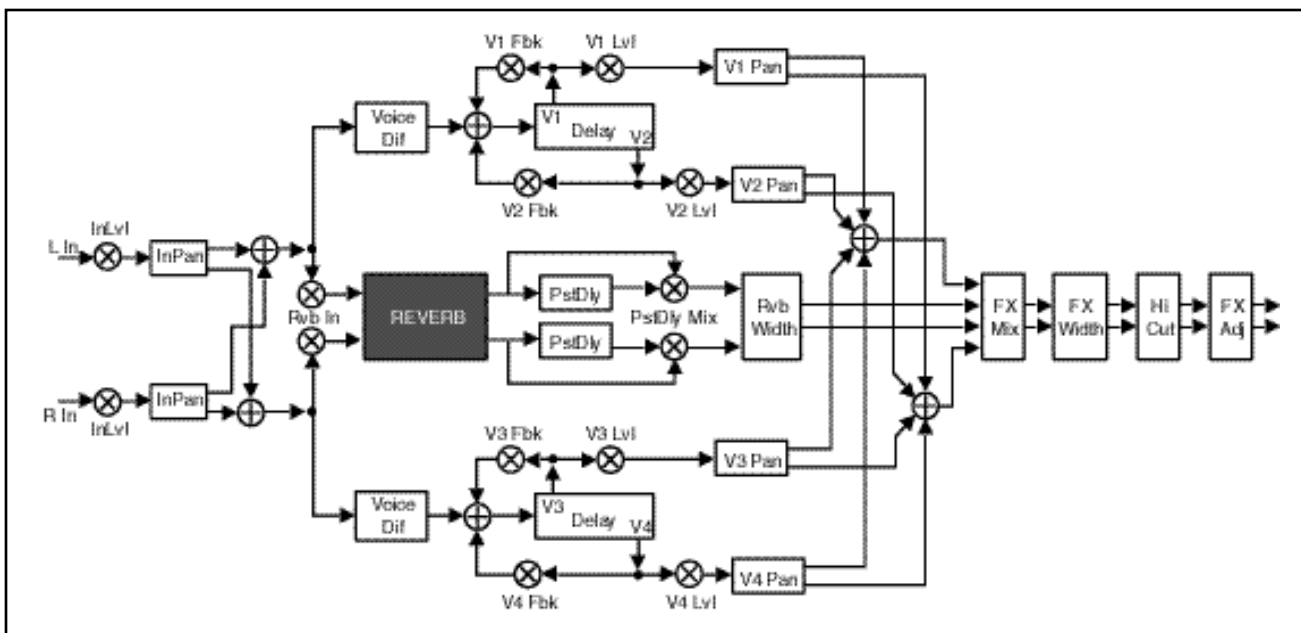 V1 Fbk
V1 Lvl
V1 Pan
Voice
Dif
V1
Delay
V2
V2 Pan
V2 Fbk
V2 Lvl
InLvl
L In
InPan
Rvb In
REVERB
PstDly
PstDly Mix
PstDly
Rvb
Width
FX
Mix
FX
Width
Hi
Cut
FX
Adj
InPan
R In
InLvl
V3 Fbk
V3 Lvl
V3 Pan
Voice
Dif
V3
Delay
V4
V4 Pan
V4 Fbk
V4 Lvl